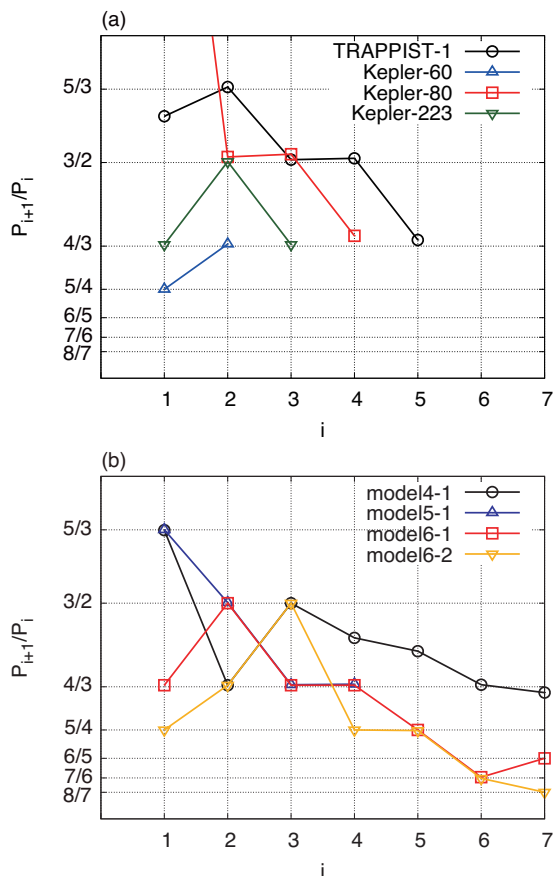 (a)
TRAPPIST-1
Kepler-60
Kepler-80
Kepler-223
P_{i+1}/P_i
5/3
3/2
4/3
5/4
6/5
7/6
8/7
1 2 3 4 5 6 7
i
(b)
model4-1
model5-1
model6-1
model6-2
P_{i+1}/P_i
5/3
3/2
4/3
5/4
6/5
7/6
8/7
1 2 3 4 5 6 7
i